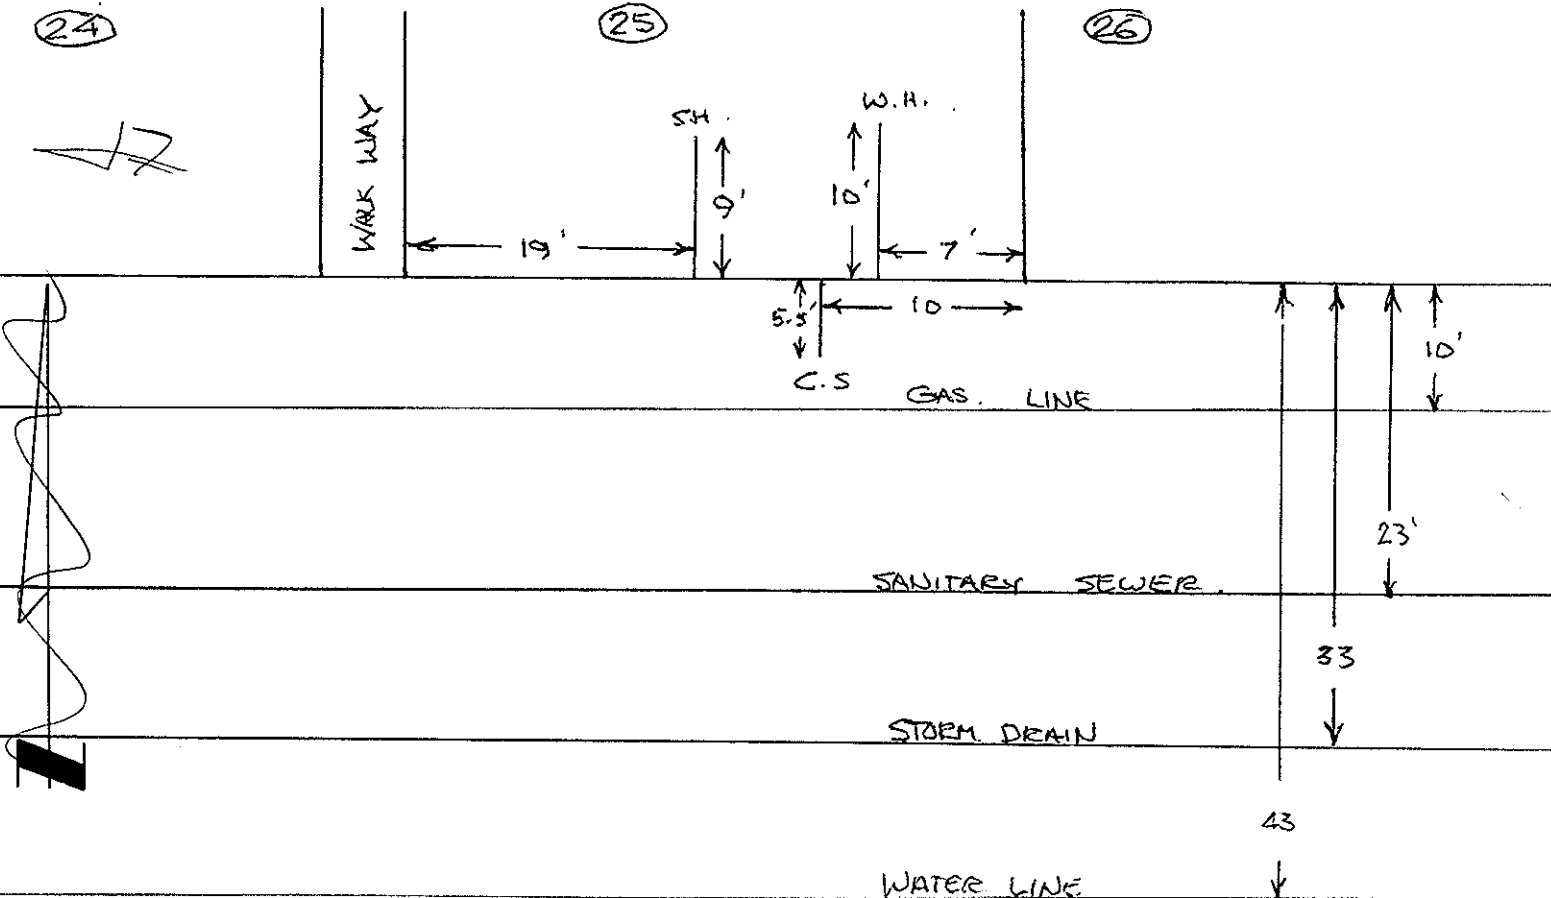 24
25
26
WALK WAY
S.H.
W.H.
9'
10'
19'
7'
5.5'
10
C.S
10'
GAS. LINE
23'
SANITARY SEWER.
33
STORM DRAIN
43
WATER LINE